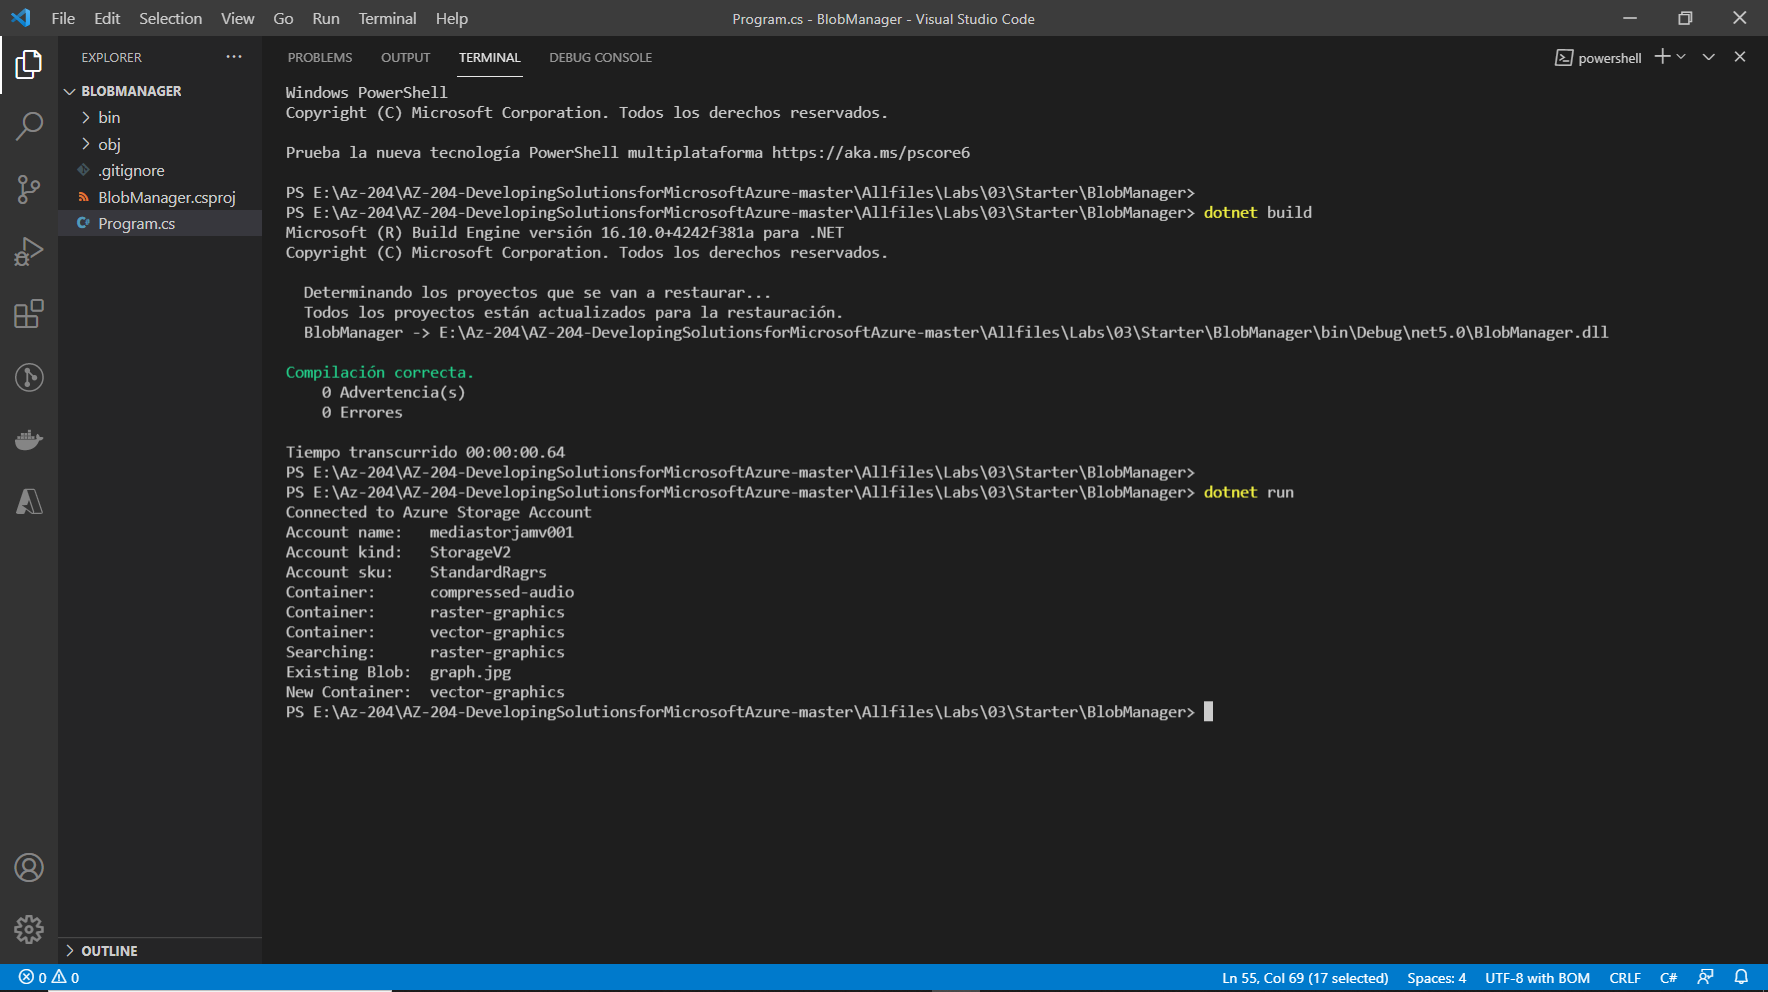 File Edit Selection View Go Run Terminal Help
Program.cs - BlobManager - Visual Studio Code
EXPLORER
BLOBMANAGER
bin
obj
.gitignore
BlobManager.csproj
Program.cs
OUTLINE
PROBLEMS OUTPUT TERMINAL DEBUG CONSOLE
powershell
Windows PowerShell
Copyright (C) Microsoft Corporation. Todos los derechos reservados.
Prueba la nueva tecnología PowerShell multiplataforma https://aka.ms/pscore6
PS E:\Az-204\AZ-204-DevelopingSolutionsforMicrosoftAzure-master\Allfiles\Labs\03\Starter\BlobManager>
PS E:\Az-204\AZ-204-DevelopingSolutionsforMicrosoftAzure-master\Allfiles\Labs\03\Starter\BlobManager> dotnet build
Microsoft (R) Build Engine versión 16.10.0+4242f381a para .NET
Copyright (C) Microsoft Corporation. Todos los derechos reservados.
Determinando los proyectos que se van a restaurar...
Todos los proyectos están actualizados para la restauración.
BlobManager -> E:\Az-204\AZ-204-DevelopingSolutionsforMicrosoftAzure-master\Allfiles\Labs\03\Starter\BlobManager\bin\Debug\net5.0\BlobManager.dll
Compilación correcta.
0 Advertencia(s)
0 Errores
Tiempo transcurrido 00:00:00.64
PS E:\Az-204\AZ-204-DevelopingSolutionsforMicrosoftAzure-master\Allfiles\Labs\03\Starter\BlobManager>
PS E:\Az-204\AZ-204-DevelopingSolutionsforMicrosoftAzure-master\Allfiles\Labs\03\Starter\BlobManager> dotnet run
Connected to Azure Storage Account
Account name: mediastorjamv001
Account kind: StorageV2
Account sku: StandardRagrs
Container: compressed-audio
Container: raster-graphics
Container: vector-graphics
Searching: raster-graphics
Existing Blob: graph.jpg
New Container: vector-graphics
PS E:\Az-204\AZ-204-DevelopingSolutionsforMicrosoftAzure-master\Allfiles\Labs\03\Starter\BlobManager>
0 0
Ln 55, Col 69 (17 selected) Spaces: 4 UTF-8 with BOM CRLF C#